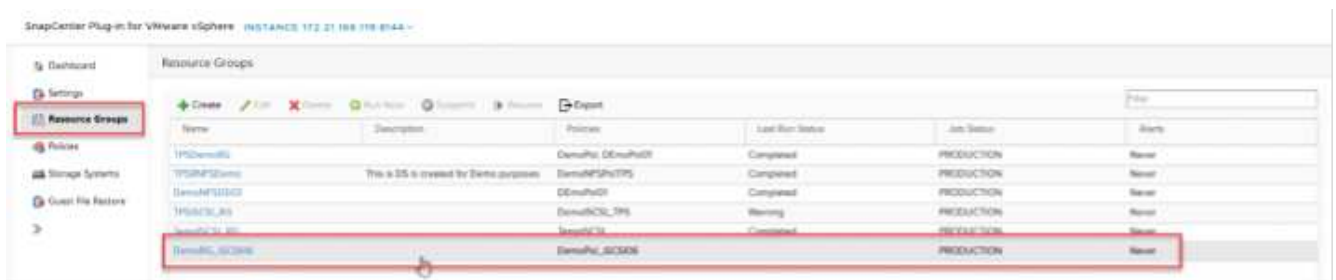 SnapCenter Plug-in for VMware vSphere INSTANCE 172.21.166.119:8144
Dashboard
Settings
Resource Groups
Policies
Storage Systems
Guest File Restore
Resource Groups
Create Edit Delete Run Now Suspend Resume Export
Filter
Name Description Policies Last Run Status Job Status Alerts
TPSDemoRG DemoPol, DEmoPol01 Completed PRODUCTION Never
This is DS is created for Demo purposes Completed PRODUCTION Never
DEmoPol01 Completed PRODUCTION Never
TPSISCSI_RG DemoISCSI_TPS Warning PRODUCTION Never
Completed PRODUCTION Never
DemoRG_ISCSI06 DemoPol_ISCSI06 PRODUCTION Never